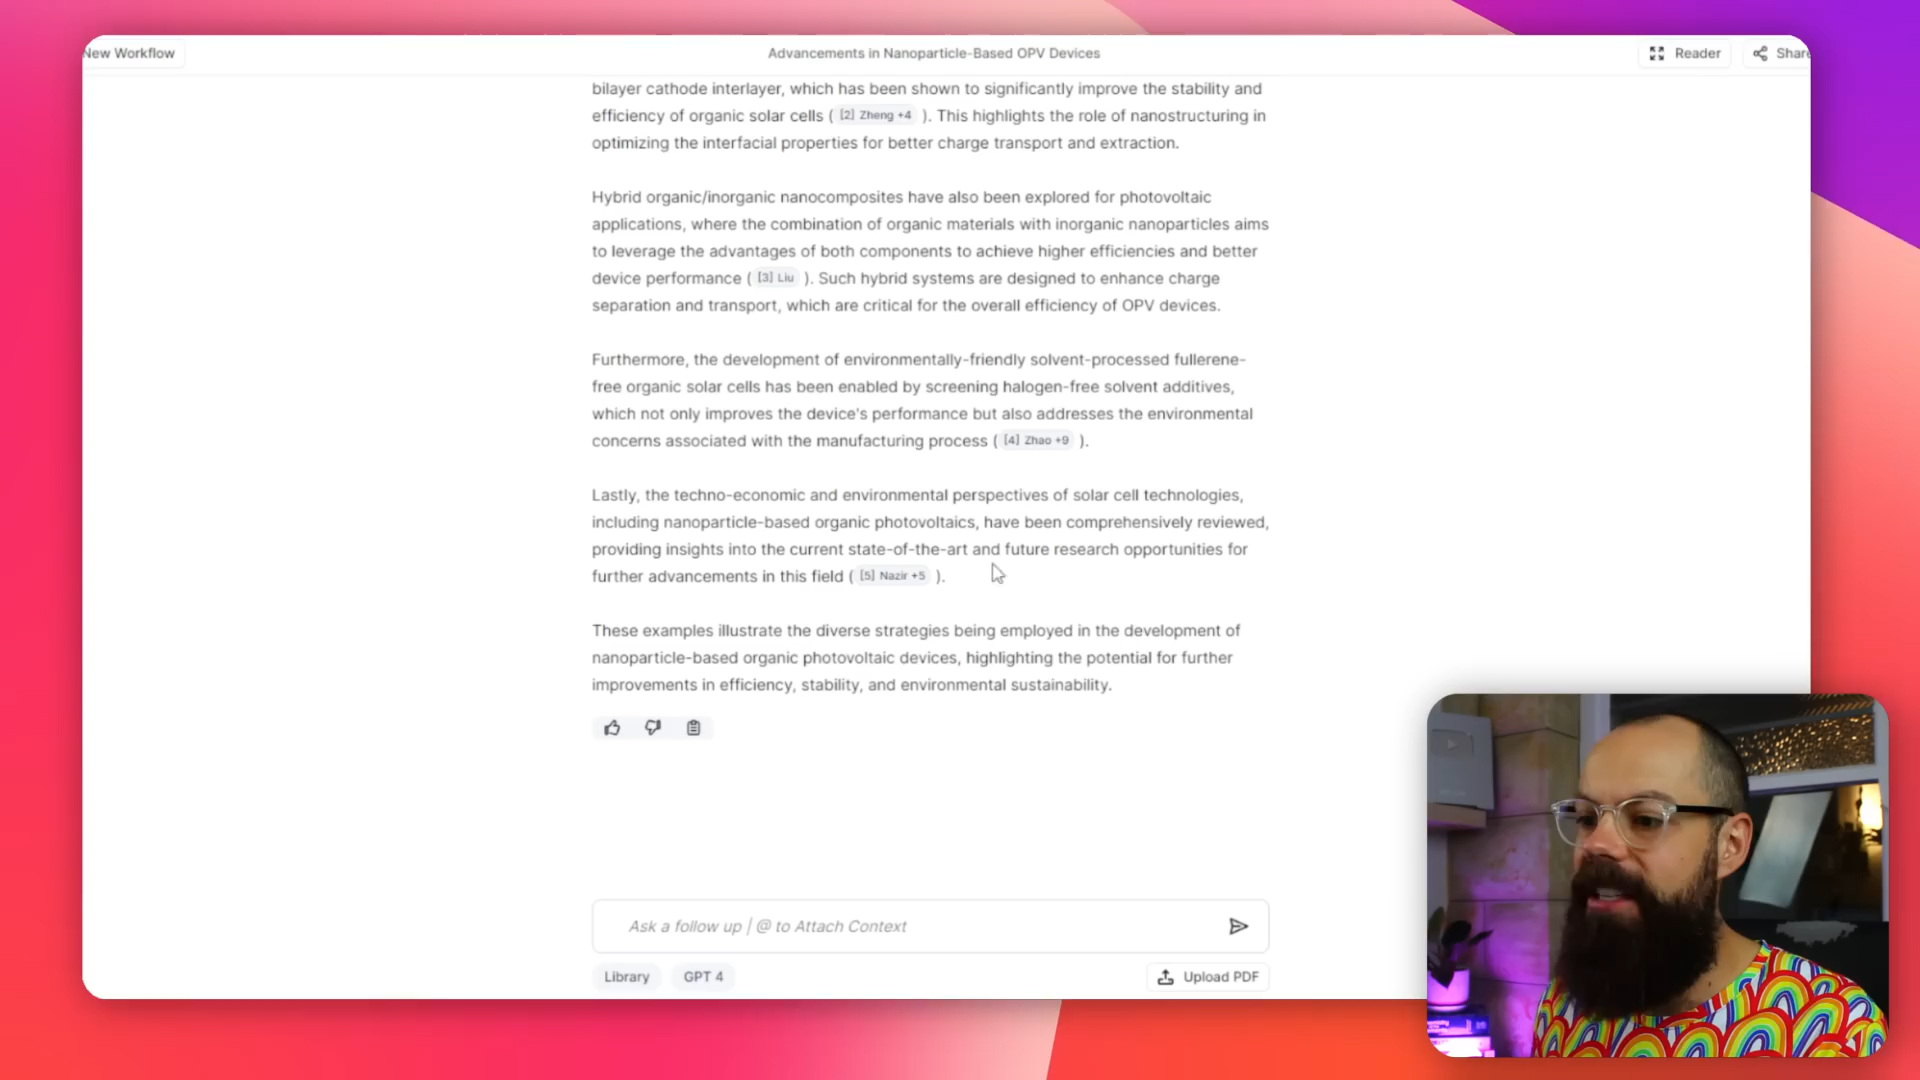 New Workflow
Advancements in Nanoparticle-Based OPV Devices
Reader
Share
bilayer cathode interlayer, which has been shown to significantly improve the stability and
efficiency of organic solar cells ( [2] Zheng +4 ). This highlights the role of nanostructuring in
optimizing the interfacial properties for better charge transport and extraction.
Hybrid organic/inorganic nanocomposites have also been explored for photovoltaic
applications, where the combination of organic materials with inorganic nanoparticles aims
to leverage the advantages of both components to achieve higher efficiencies and better
device performance ( [3] Liu ). Such hybrid systems are designed to enhance charge
separation and transport, which are critical for the overall efficiency of OPV devices.
Furthermore, the development of environmentally-friendly solvent-processed fullerene-
free organic solar cells has been enabled by screening halogen-free solvent additives,
which not only improves the device's performance but also addresses the environmental
concerns associated with the manufacturing process ( [4] Zhao +9 ).
Lastly, the techno-economic and environmental perspectives of solar cell technologies,
including nanoparticle-based organic photovoltaics, have been comprehensively reviewed,
providing insights into the current state-of-the-art and future research opportunities for
further advancements in this field ( [5] Nazir +5 ).
These examples illustrate the diverse strategies being employed in the development of
nanoparticle-based organic photovoltaic devices, highlighting the potential for further
improvements in efficiency, stability, and environmental sustainability.
Ask a follow up | @ to Attach Context
Library
GPT 4
Upload PDF